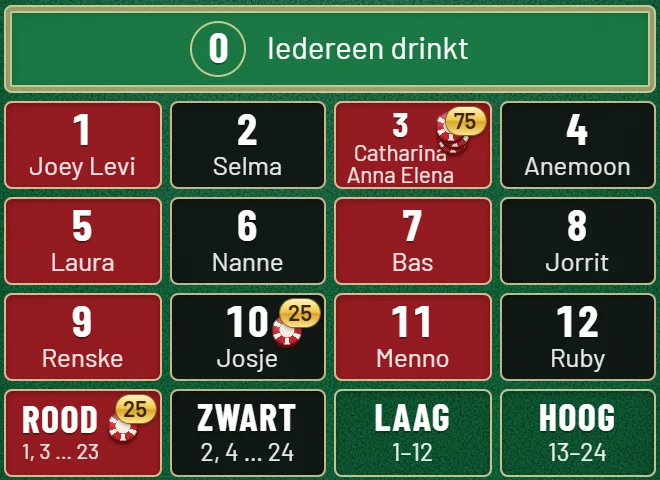 0 Iedereen drinkt
1
Joey Levi
2
Selma
3
75
Catharina
Anna Elena
4
Anemoon
5
Laura
6
Nanne
7
Bas
8
Jorrit
9
Renske
10
25
Josje
11
Menno
12
Ruby
ROOD
25
1, 3 ... 23
ZWART
2, 4 ... 24
LAAG
1–12
HOOG
13–24